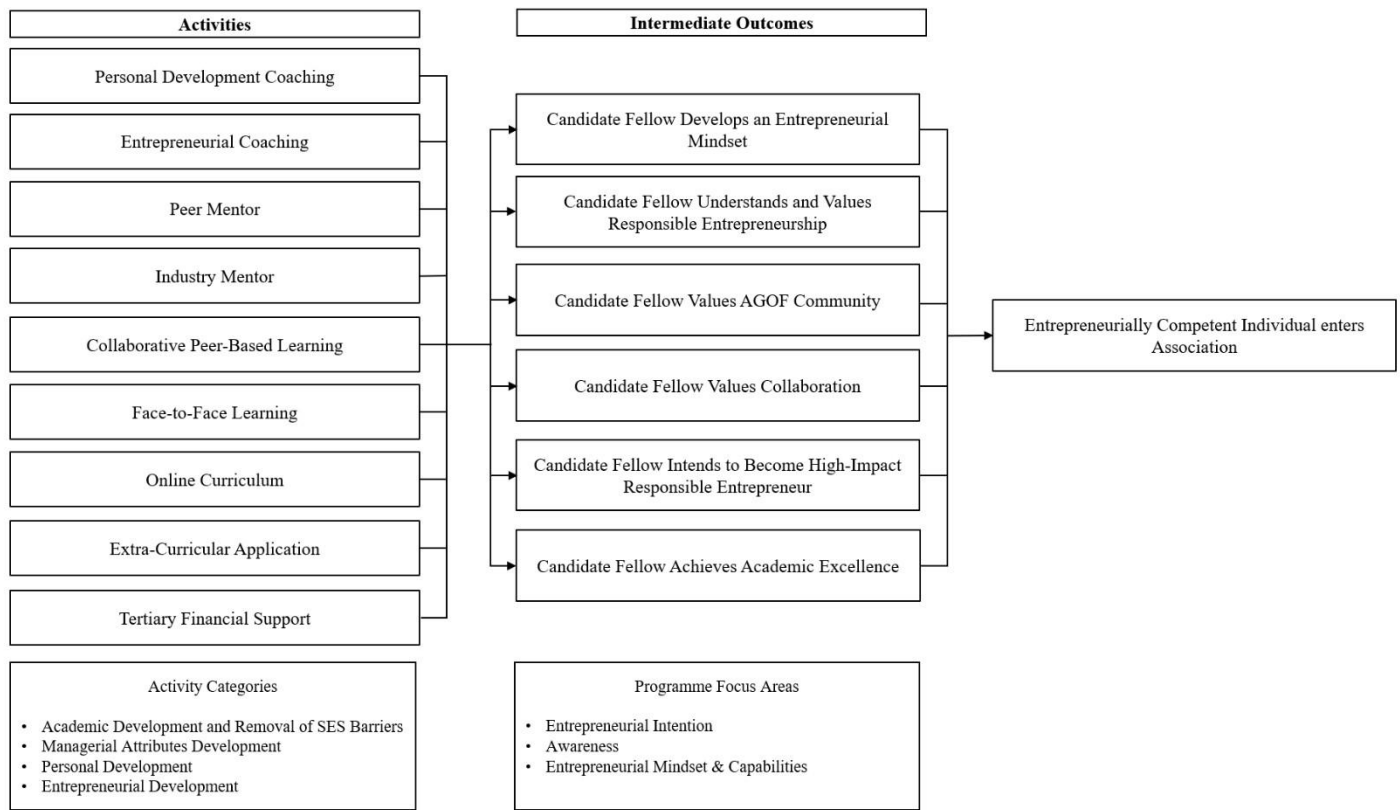 Activities
Personal Development Coaching
Entrepreneurial Coaching
Peer Mentor
Industry Mentor
Collaborative Peer-Based Learning
Face-to-Face Learning
Online Curriculum
Extra-Curricular Application
Tertiary Financial Support
Activity Categories
• Academic Development and Removal of SES Barriers
• Managerial Attributes Development
• Personal Development
• Entrepreneurial Development
Intermediate Outcomes
Candidate Fellow Develops an Entrepreneurial
Mindset
Candidate Fellow Understands and Values
Responsible Entrepreneurship
Candidate Fellow Values AGOF Community
Candidate Fellow Values Collaboration
Candidate Fellow Intends to Become High-Impact
Responsible Entrepreneur
Candidate Fellow Achieves Academic Excellence
Programme Focus Areas
• Entrepreneurial Intention
• Awareness
• Entrepreneurial Mindset & Capabilities
Entrepreneurially Competent Individual enters
Association